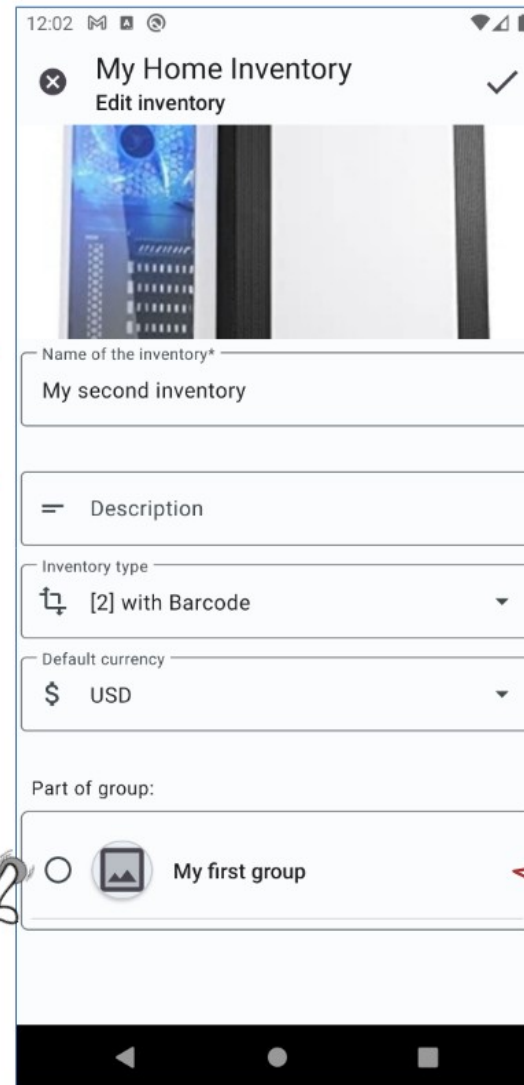 12:02
My Home Inventory
Edit inventory
Name of the inventory*
My second inventory
Description
Inventory type
[2] with Barcode
Default currency
$ USD
Part of group:
My first group